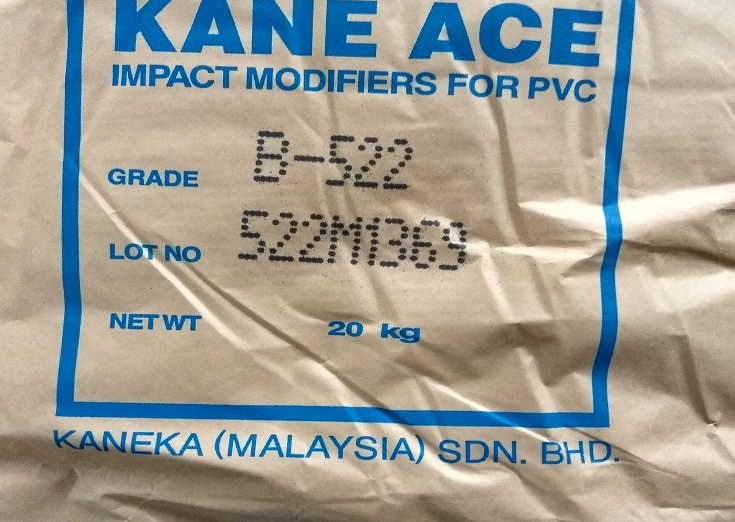 KANE ACE
IMPACT MODIFIERS FOR PVC
GRADE B-522
LOT NO 522M1369
NET WT 20 kg
KANEKA (MALAYSIA) SDN. BHD.